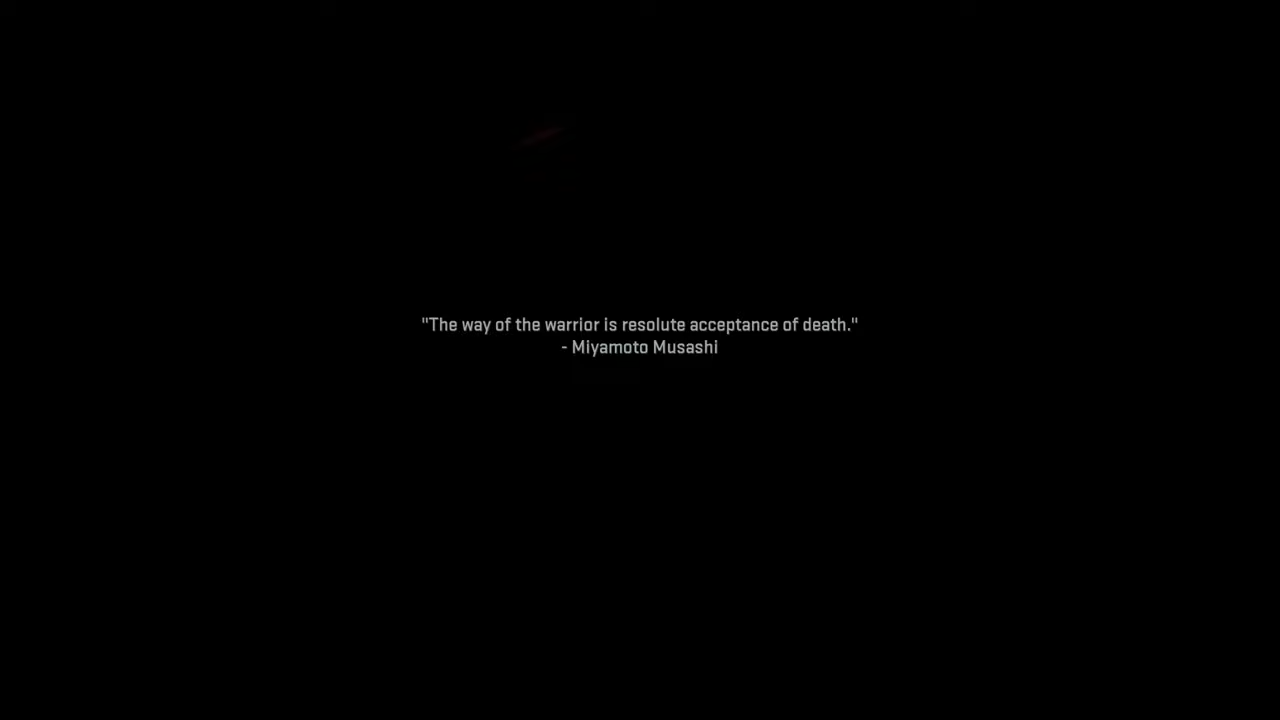 "The way of the warrior is resolute acceptance of death."
- Miyamoto Musashi